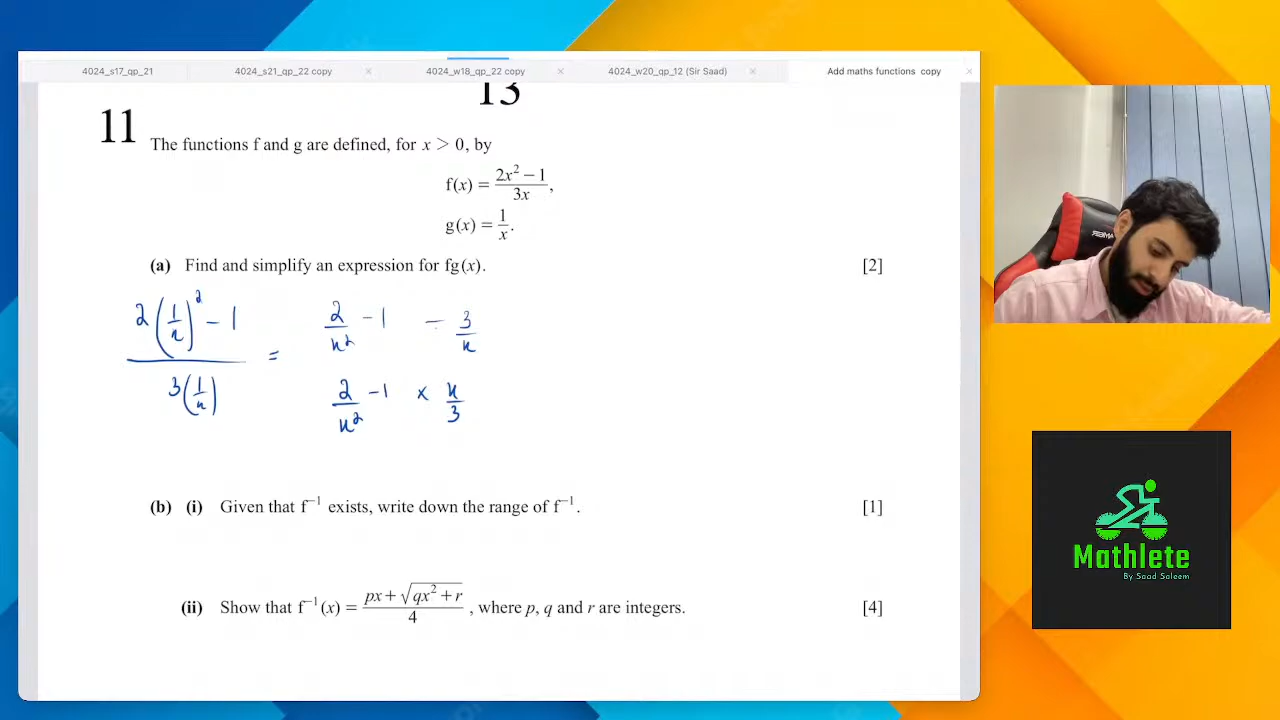 4024_s17_qp_21 4024_s21_qp_22 copy × 4024_w18_qp_22 copy × 4024_w20_qp_12 (Sir Saad) × Add maths functions copy ×
13
11
The functions f and g are defined, for x > 0, by
f(x) = (2x² − 1)/(3x),
g(x) = 1/x.
(a) Find and simplify an expression for fg(x). [2]
(2(1/x)² − 1)/(3(1/x)) = 2/x² − 1 ÷ 3/x
2/x² − 1 × x/3
(b) (i) Given that f⁻¹ exists, write down the range of f⁻¹. [1]
(ii) Show that f⁻¹(x) = (px + √(qx² + r))/4, where p, q and r are integers. [4]
Mathlete
By Saad Saleem